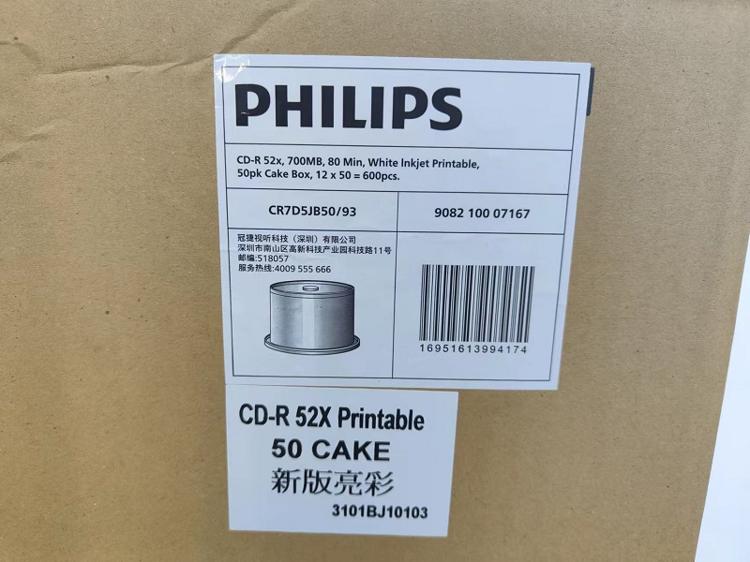 PHILIPS
CD-R 52x, 700MB, 80 Min, White Inkjet Printable,
50pk Cake Box, 12 x 50 = 600pcs.
CR7D5JB50/93
9082 100 07167
冠捷视听科技（深圳）有限公司
深圳市南山区高新科技产业园科技路11号
邮编:518057
服务热线:4009 555 666
16951613994174
CD-R 52X Printable
50 CAKE
新版亮彩
3101BJ10103